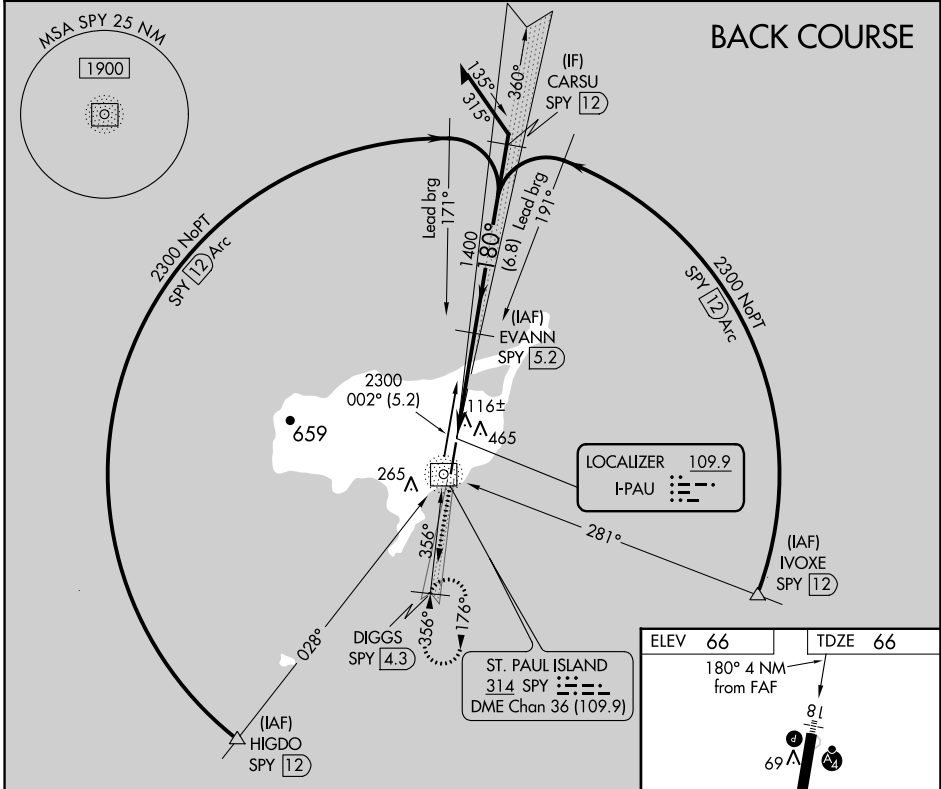 BACK COURSE
MSA SPY 25 NM
1900
135°
315°
360°
(IF)
CARSU
SPY 12
Lead brg
171°
1400
180°
(6.8)
Lead brg
191°
2300 NoPT
SPY 12 Arc
2300 NoPT
SPY 12 Arc
(IAF)
EVANN
SPY 5.2
2300
002° (5.2)
116±
465
659
265
LOCALIZER 109.9
I-PAU
281°
(IAF)
IVOXE
SPY 12
356°
356°
176°
028°
DIGGS
SPY 4.3
ST. PAUL ISLAND
314 SPY
DME Chan 36 (109.9)
(IAF)
HIGDO
SPY 12
ELEV 66
TDZE 66
180° 4 NM
from FAF
18
P
69
A4